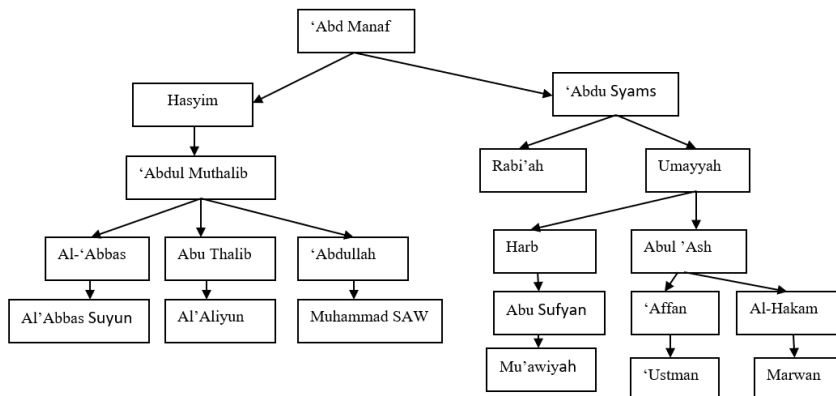 ‘Abd Manaf
Hasyim
‘Abdu Syams
‘Abdul Muthalib
Rabi’ah
Umayyah
Al-‘Abbas
Abu Thalib
‘Abdullah
Harb
Abul ’Ash
Al’Abbas Suyun
Al’Aliyun
Muhammad SAW
Abu Sufyan
‘Affan
Al-Hakam
Mu’awiyah
‘Ustman
Marwan